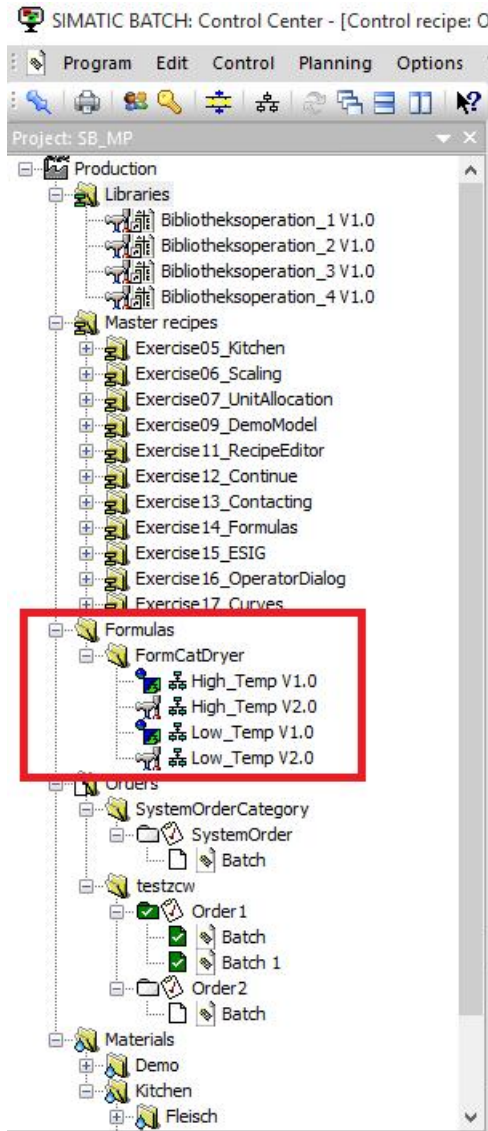 SIMATIC BATCH: Control Center - [Control recipe: O
Program Edit Control Planning Options
Project: SB_MP
Production
Libraries
Bibliotheksoperation_1 V1.0
Bibliotheksoperation_2 V1.0
Bibliotheksoperation_3 V1.0
Bibliotheksoperation_4 V1.0
Master recipes
Exercise05_Kitchen
Exercise06_Scaling
Exercise07_UnitAllocation
Exercise09_DemoModel
Exercise11_RecipeEditor
Exercise12_Continue
Exercise13_Contacting
Exercise14_Formulas
Exercise15_ESIG
Exercise16_OperatorDialog
Exercise17_Curves
Formulas
FormCatDryer
High_Temp V1.0
High_Temp V2.0
Low_Temp V1.0
Low_Temp V2.0
Orders
SystemOrderCategory
SystemOrder
Batch
testzcw
Order1
Batch
Batch 1
Order2
Batch
Materials
Demo
Kitchen
Fleisch